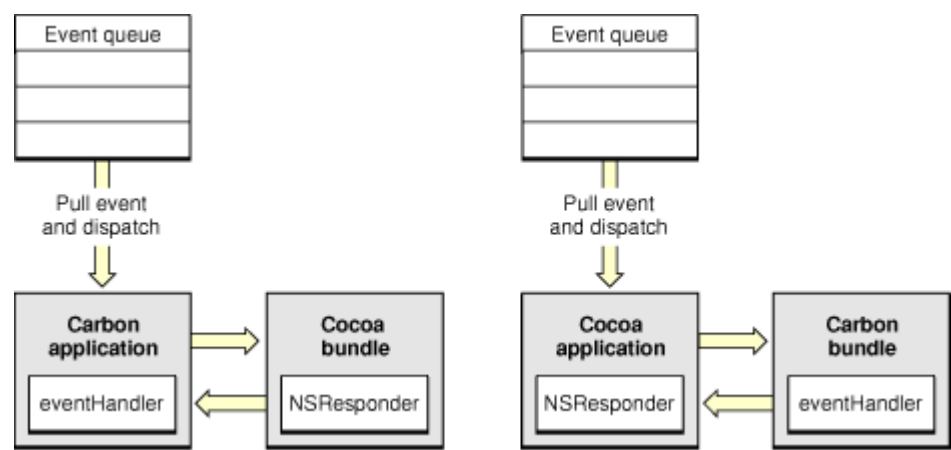 Event queue
Pull event
and dispatch
Carbon
application
eventHandler
Cocoa
bundle
NSResponder
Event queue
Pull event
and dispatch
Cocoa
application
NSResponder
Carbon
bundle
eventHandler